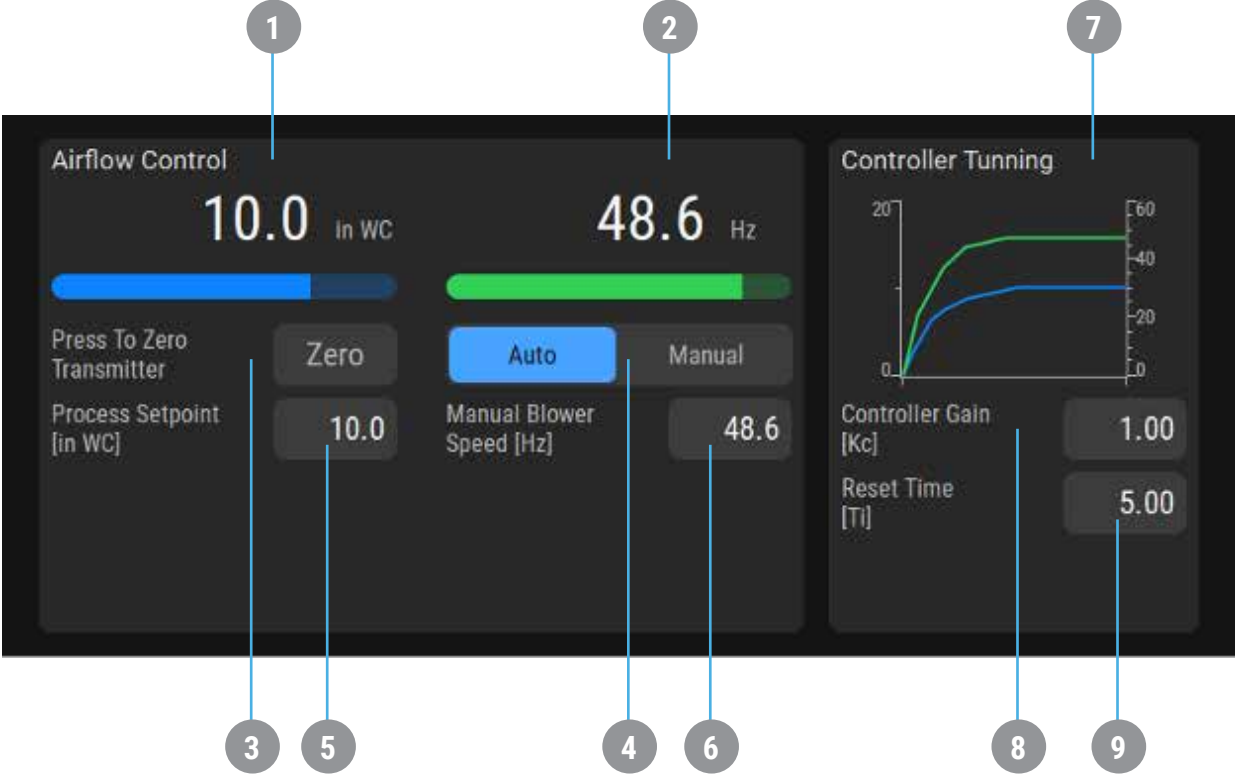 1
2
7
Airflow Control
10.0 in WC
48.6 Hz
Press To Zero
Transmitter
Zero
Auto
Manual
Process Setpoint
[in WC]
10.0
Manual Blower
Speed [Hz]
48.6
Controller Tunning
20
0
60
40
20
0
Controller Gain
[Kc]
1.00
Reset Time
[Ti]
5.00
3
5
4
6
8
9